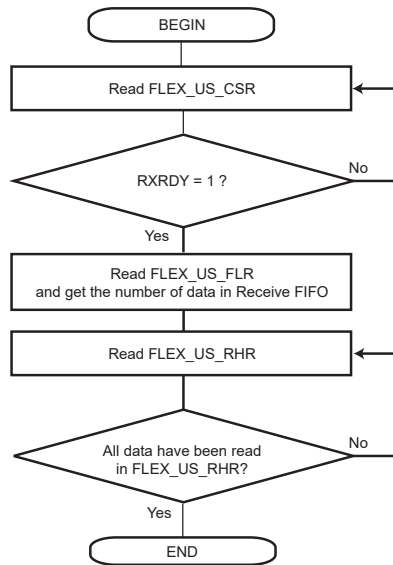 BEGIN
Read FLEX_US_CSR
RXRDY = 1 ?
No
Yes
Read FLEX_US_FLR
and get the number of data in Receive FIFO
Read FLEX_US_RHR
All data have been read
in FLEX_US_RHR?
No
Yes
END